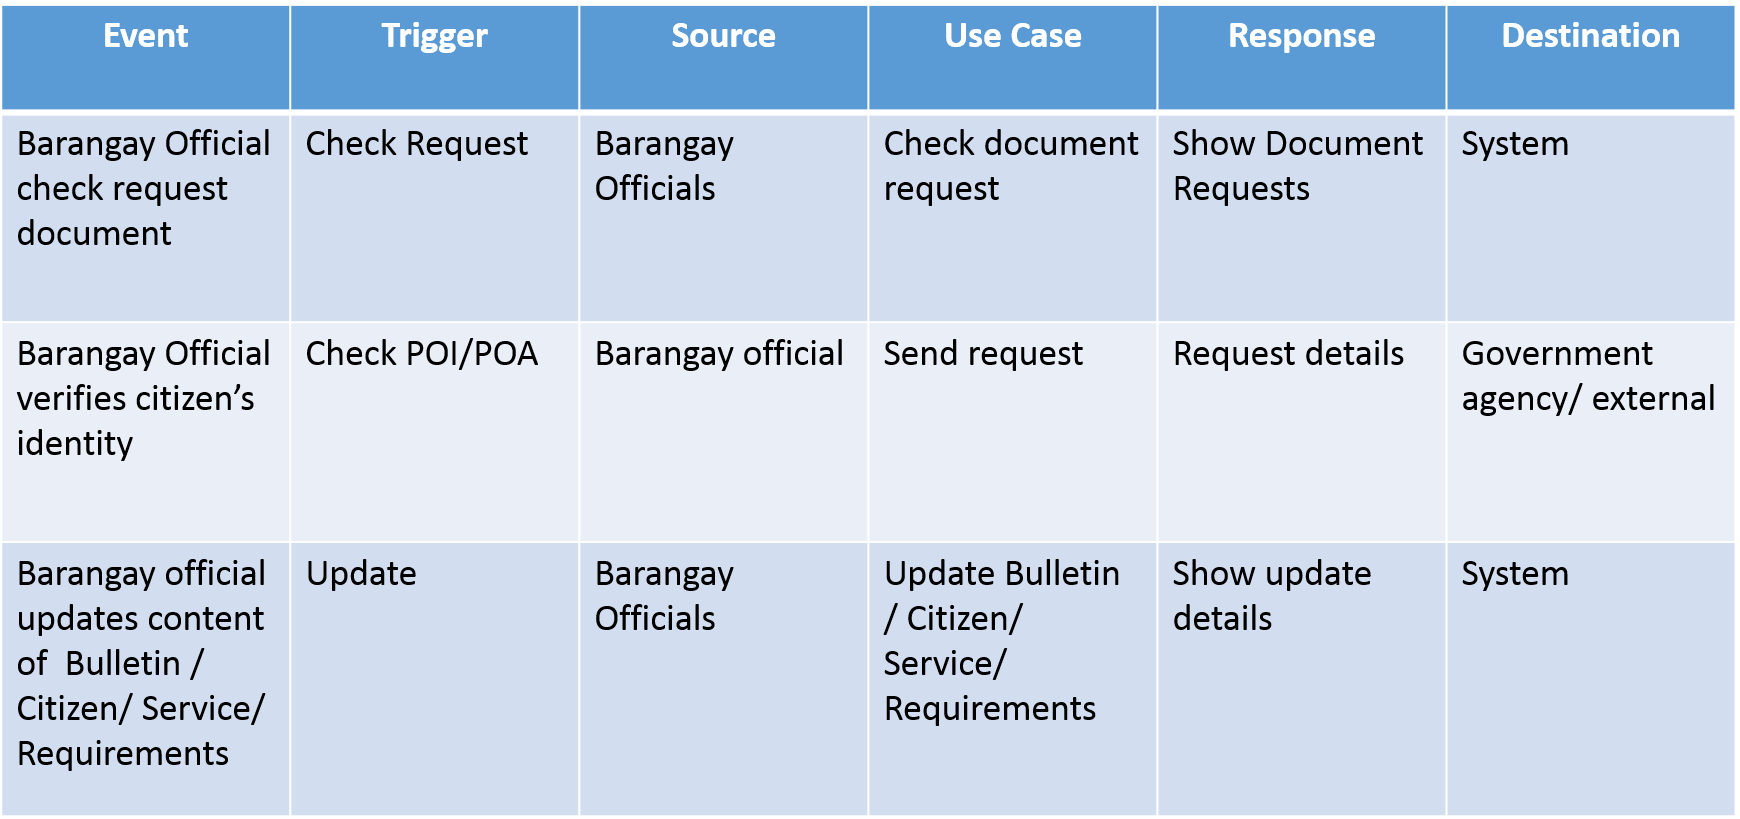 Event Trigger Source Use Case Response Destination
Barangay Official
check request
document
Check Request
Barangay
Officials
Check document
request
Show Document
Requests
System
Barangay Official
verifies citizen’s
identity
Check POI/POA
Barangay official
Send request
Request details
Government
agency/ external
Barangay official
updates content
of  Bulletin /
Citizen/ Service/
Requirements
Update
Barangay
Officials
Update Bulletin
/ Citizen/
Service/
Requirements
Show update
details
System